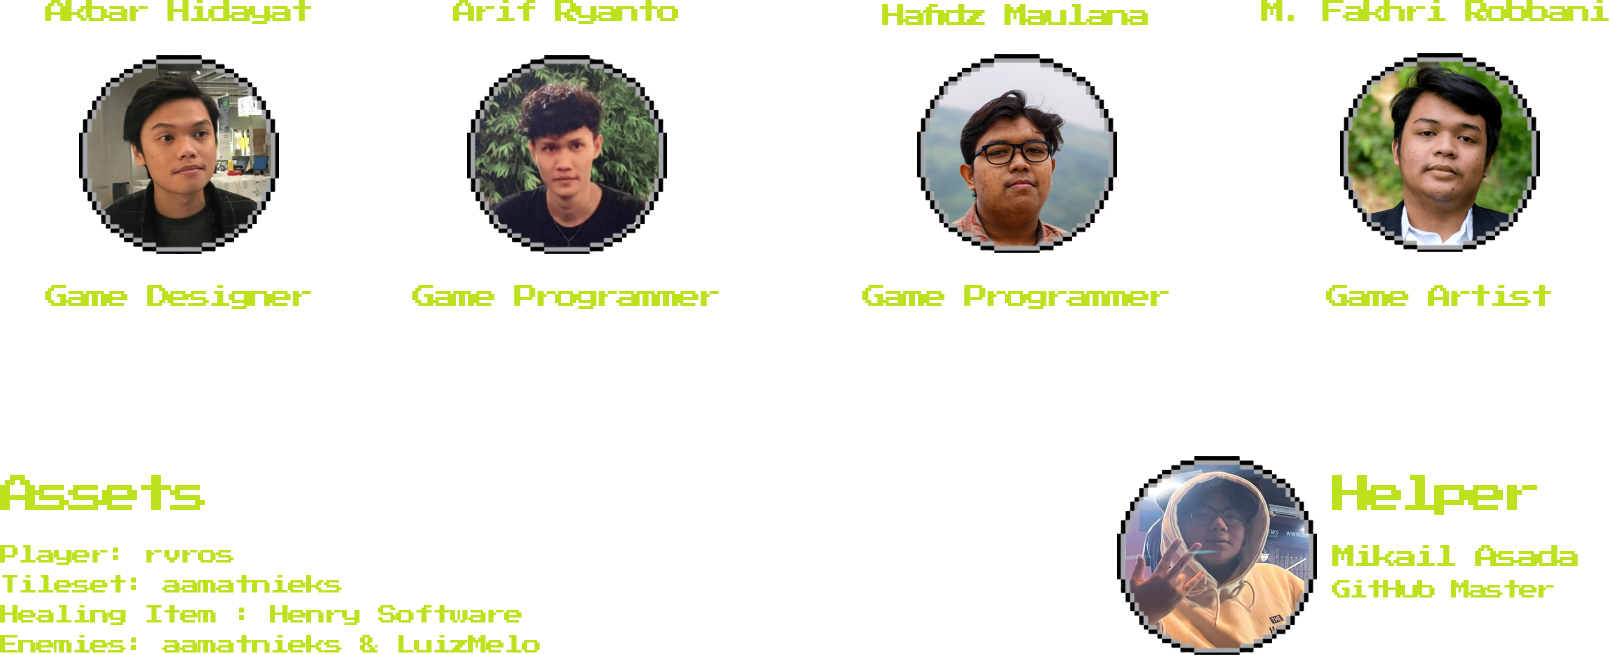 Akbar Hidayat
Arif Ryanto
Hafidz Maulana
M. Fakhri Robbani
Game Designer
Game Programmer
Game Programmer
Game Artist
Assets
Player: rvros
Tileset: aamatnieks
Healing Item : Henry Software
Enemies: aamatnieks & LuizMelo
Helper
Mikail Asada
GitHub Master